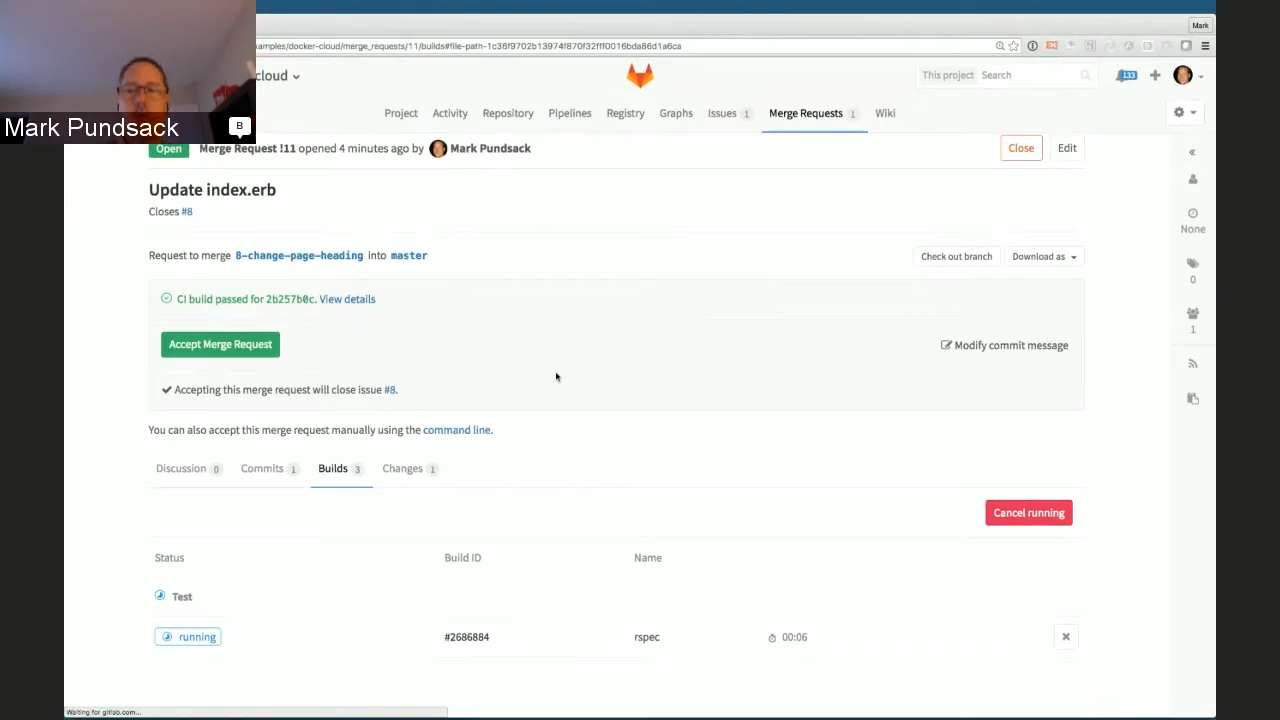 Mark
amples/docker-cloud/merge_requests/11/builds#file-path-1c36f9702b13974f870f32fff0016bda86d1a6ca
Mark Pundsack
B
cloud
This project Search
133
Project Activity Repository Pipelines Registry Graphs Issues 1 Merge Requests 1 Wiki
Open Merge Request !11 opened 4 minutes ago by Mark Pundsack
Close Edit
Update index.erb
Closes #8
None
Request to merge 8-change-page-heading into master
Check out branch Download as
0
CI build passed for 2b257b0c. View details
1
Accept Merge Request
Modify commit message
Accepting this merge request will close issue #8.
You can also accept this merge request manually using the command line.
Discussion 0 Commits 1 Builds 3 Changes 1
Cancel running
Status Build ID Name
Test
running #2686884 rspec 00:06
Waiting for gitlab.com...